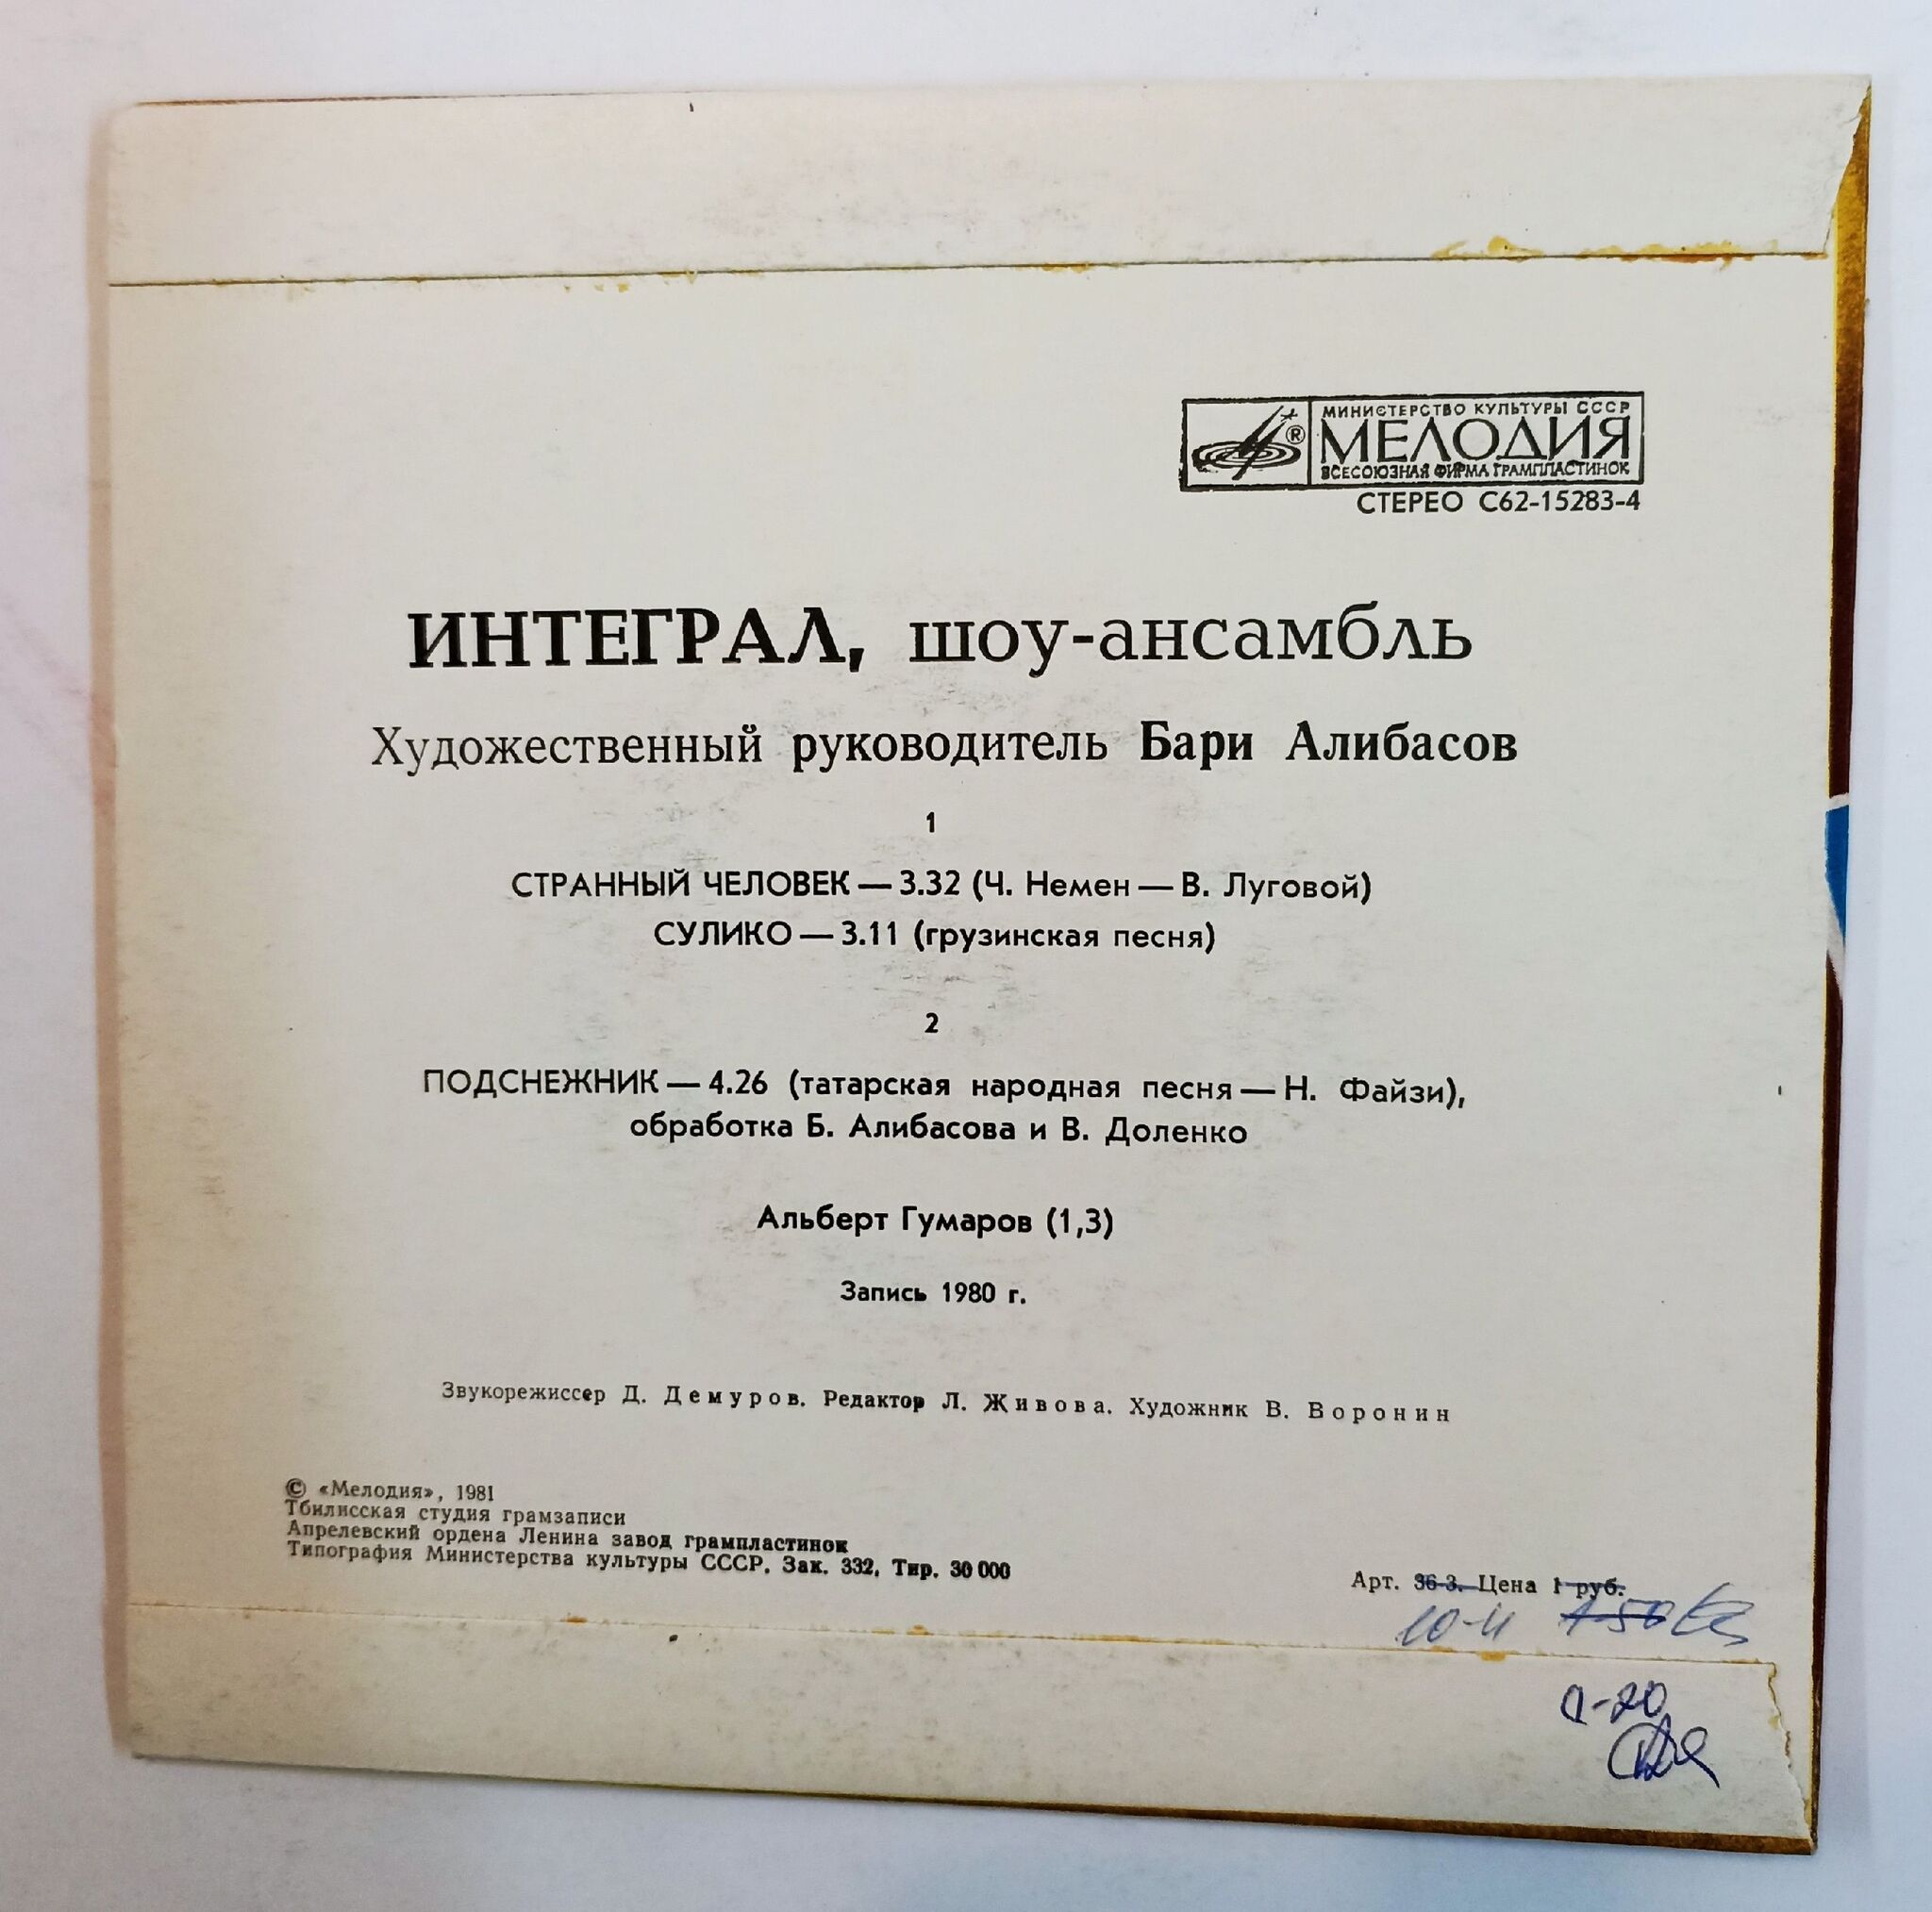 МИНИСТЕРСТВО КУЛЬТУРЫ СССР
®
МЕЛОДИЯ
ВСЕСОЮЗНАЯ ФИРМА ГРАМПЛАСТИНОК
СТЕРЕО С62-15283-4
ИНТЕГРАЛ, шоу-ансамбль
Художественный руководитель Бари Алибасов
1
СТРАННЫЙ ЧЕЛОВЕК — 3.32 (Ч. Немен — В. Луговой)
СУЛИКО — 3.11 (грузинская песня)
2
ПОДСНЕЖНИК — 4.26 (татарская народная песня — Н. Файзи),
обработка Б. Алибасова и В. Доленко
Альберт Гумаров (1,3)
Запись 1980 г.
Звукорежиссер Д. Демуров. Редактор Л. Живова. Художник В. Воронин
© «Мелодия», 1981
Тбилисская студия грамзаписи
Апрелевский ордена Ленина завод грампластинок
Типография Министерства культуры СССР. Зак. 332. Тир. 30 000
Арт. 36-3. Цена 1 руб.